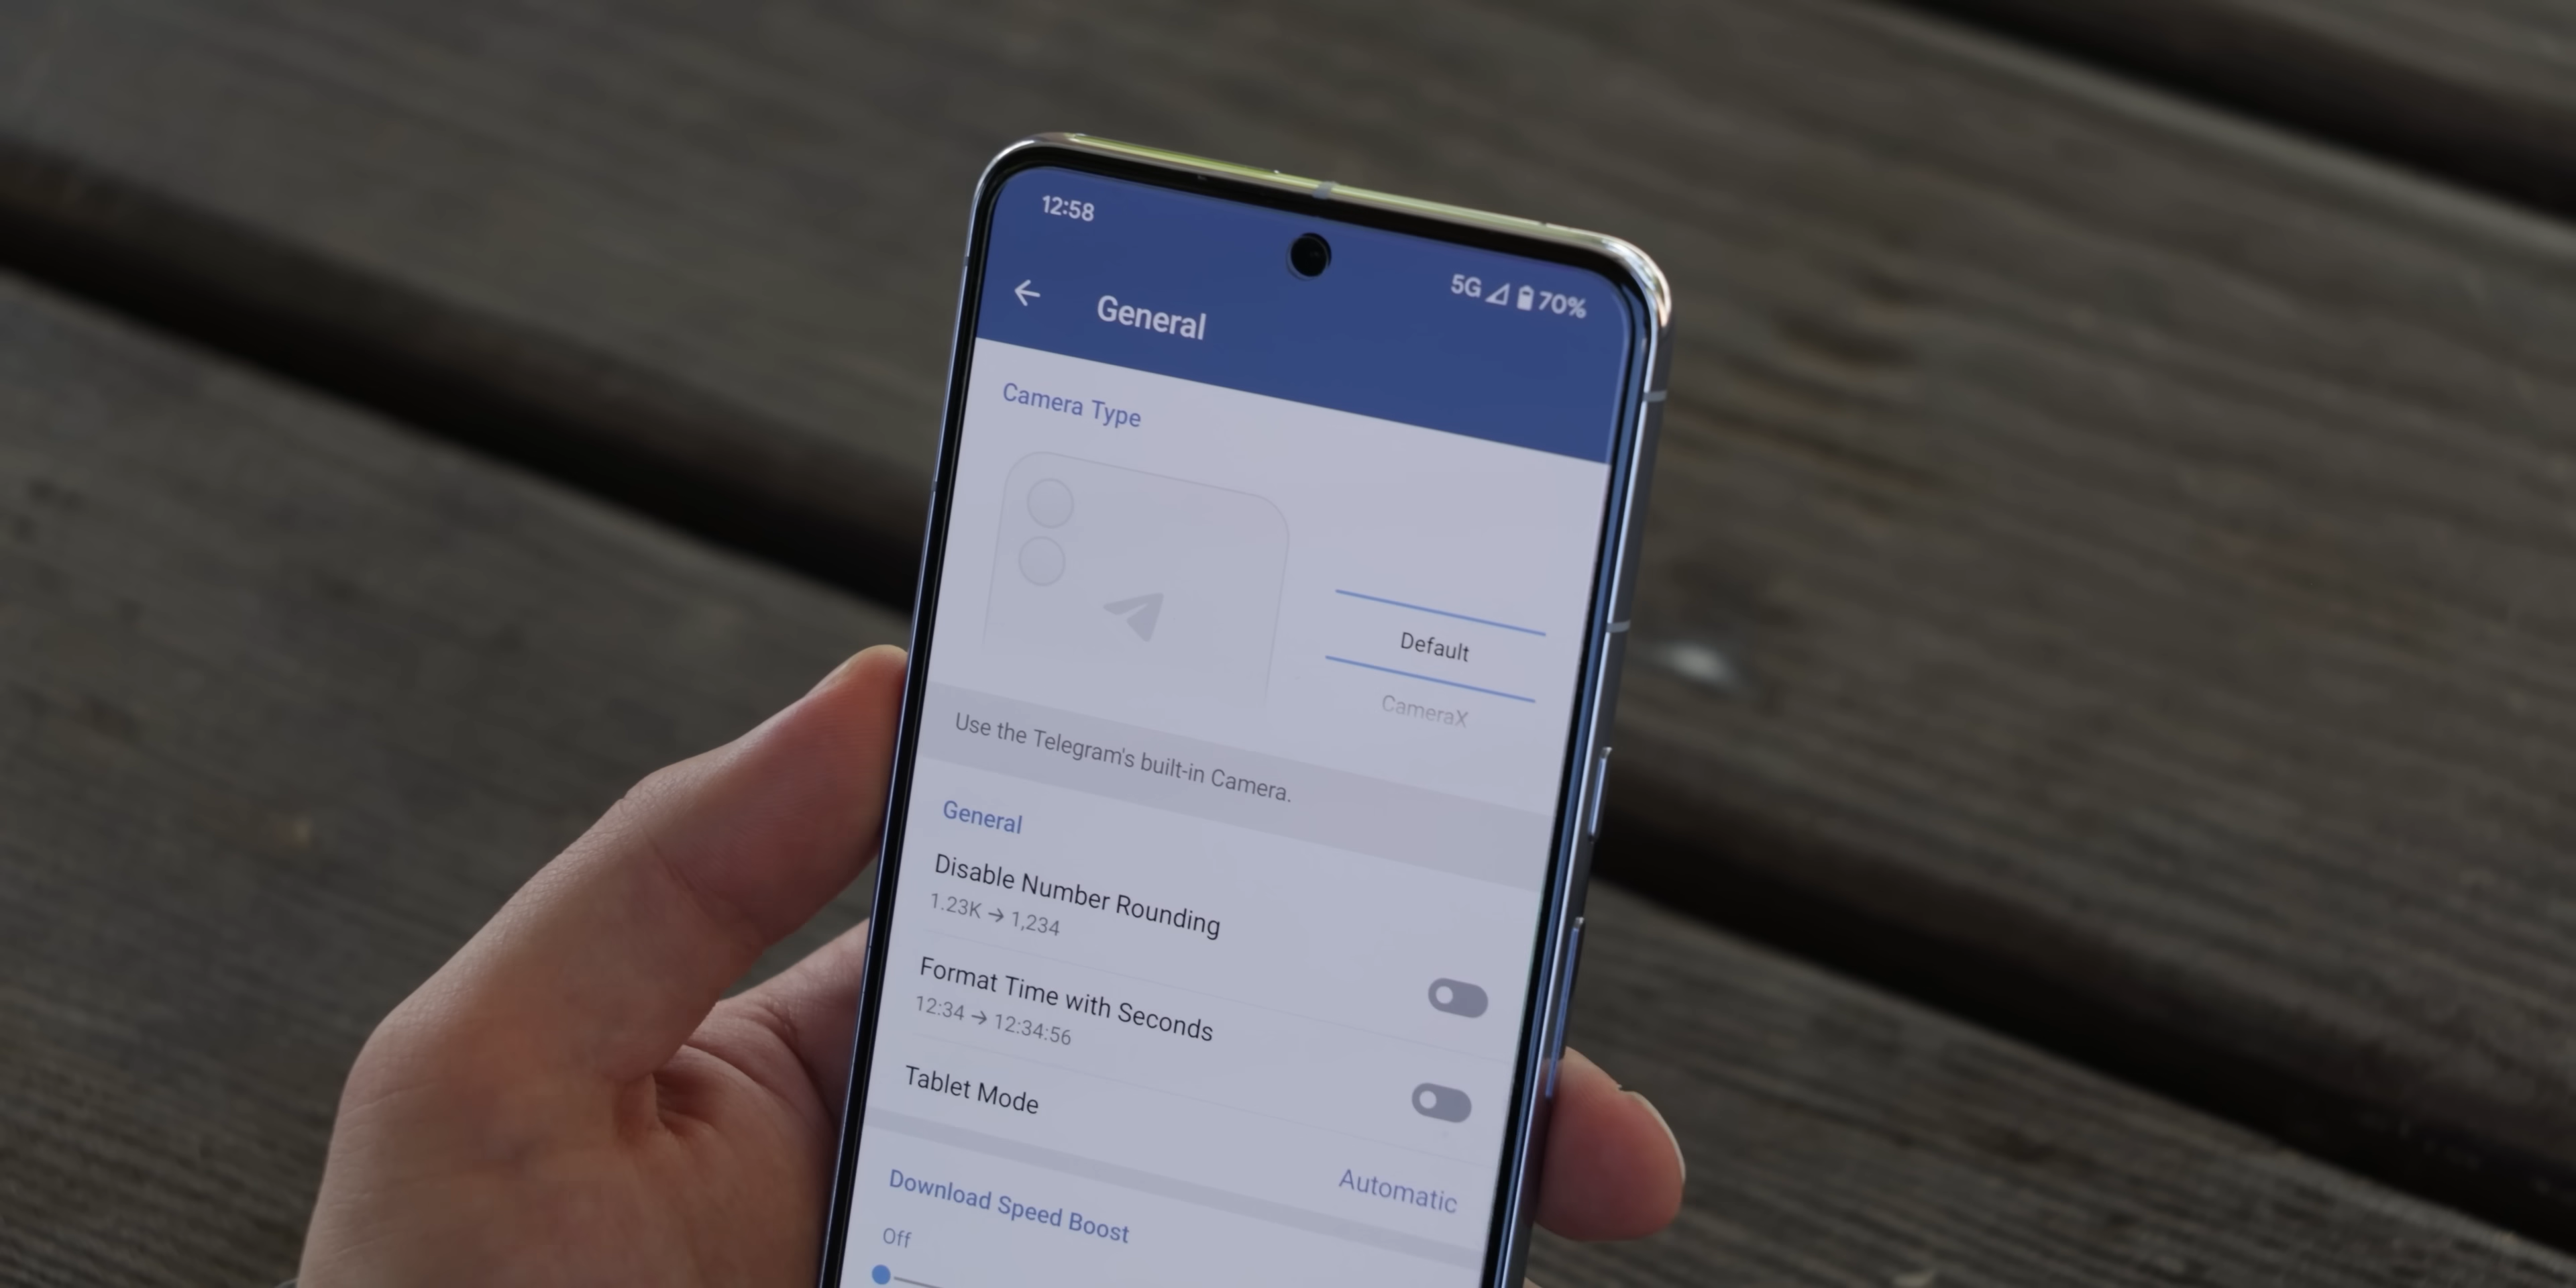 12:58
5G 70%
General
Camera Type
Default
CameraX
Use the Telegram's built-in Camera.
General
Disable Number Rounding
1.23K → 1,234
Format Time with Seconds
12:34 → 12:34:56
Tablet Mode
Automatic
Download Speed Boost
Off